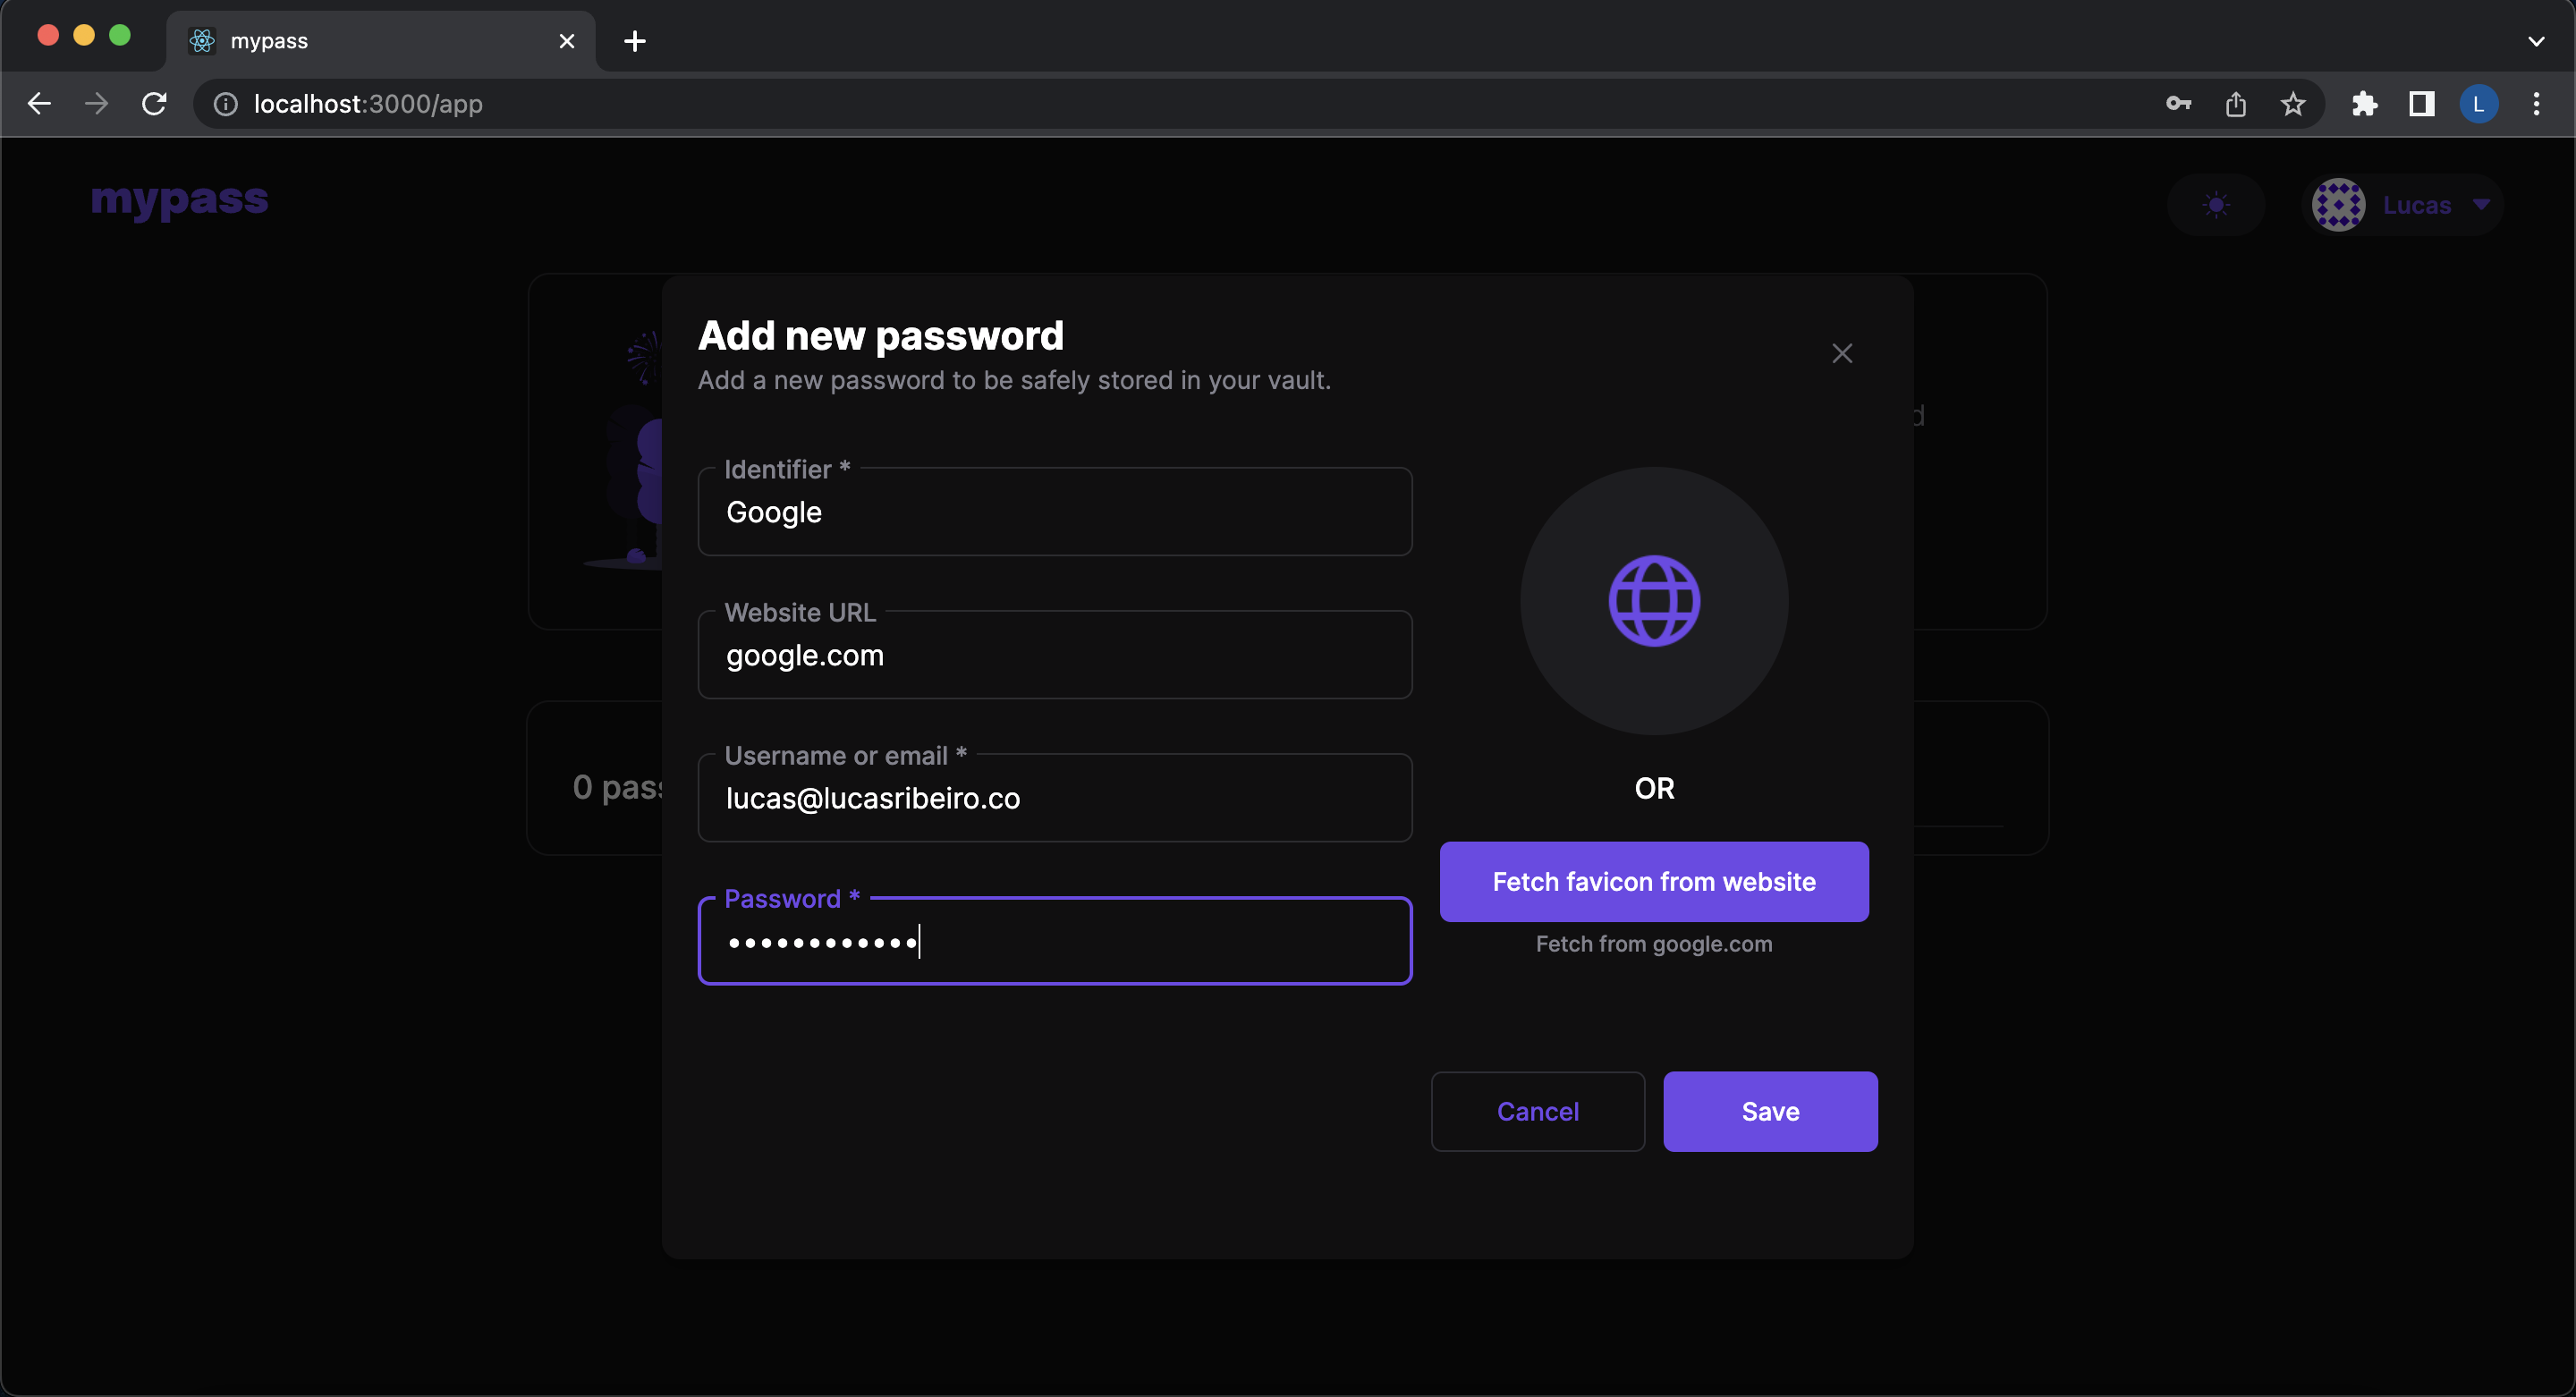 mypass
localhost:3000/app
L
mypass
Lucas
Add new password
Add a new password to be safely stored in your vault.
Identifier *
Google
Website URL
google.com
Username or email *
lucas@lucasribeiro.co
Password *
••••••••••••
OR
Fetch favicon from website
Fetch from google.com
Cancel
Save
0